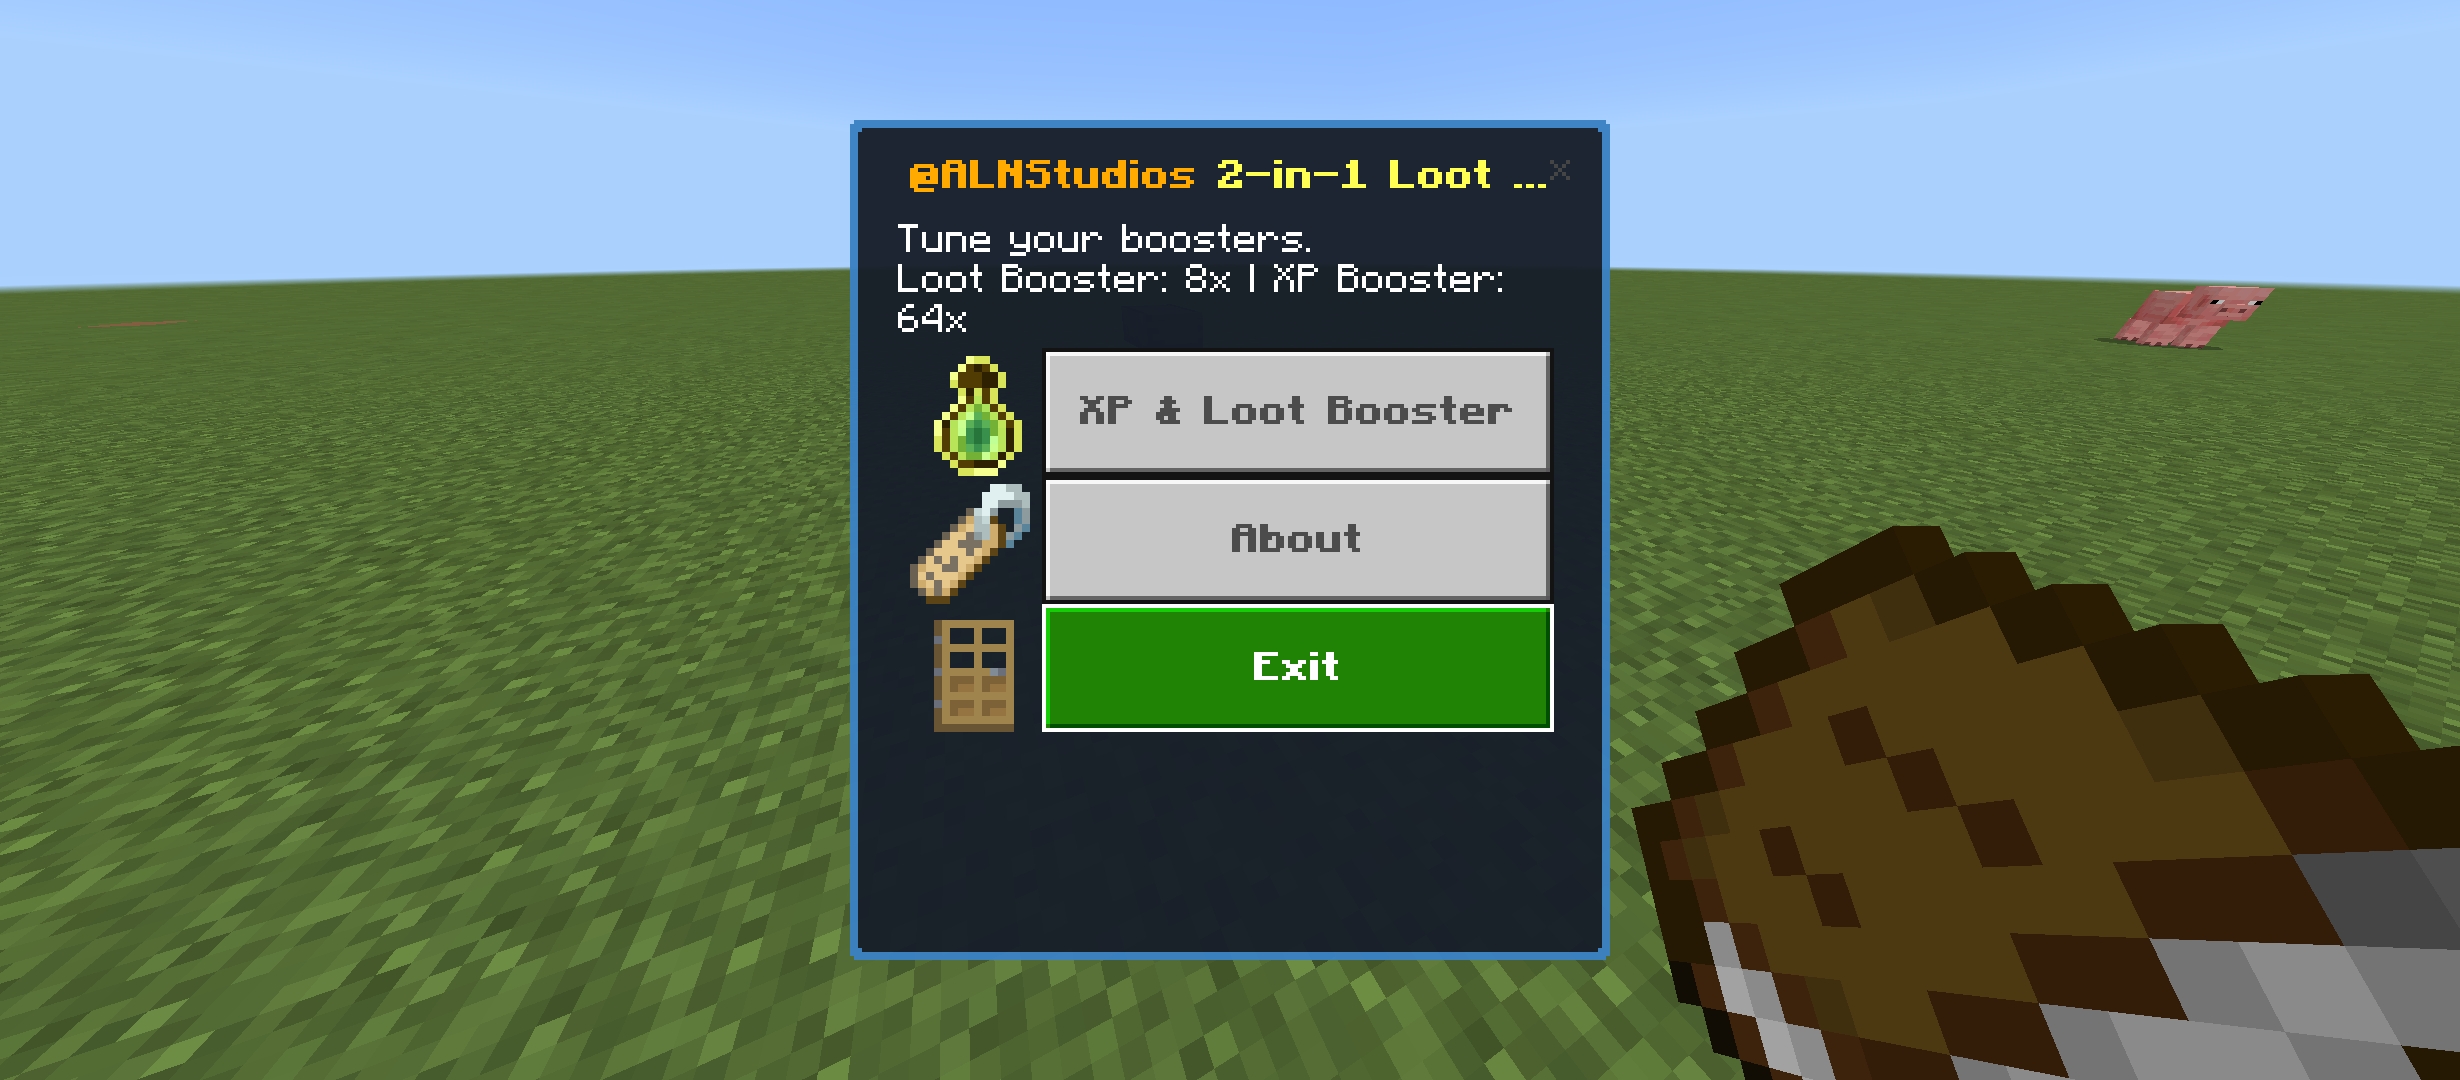 @ALNStudios 2-in-1 Loot ...
Tune your boosters.
Loot Booster: 8x | XP Booster:
64x
XP & Loot Booster
About
Exit